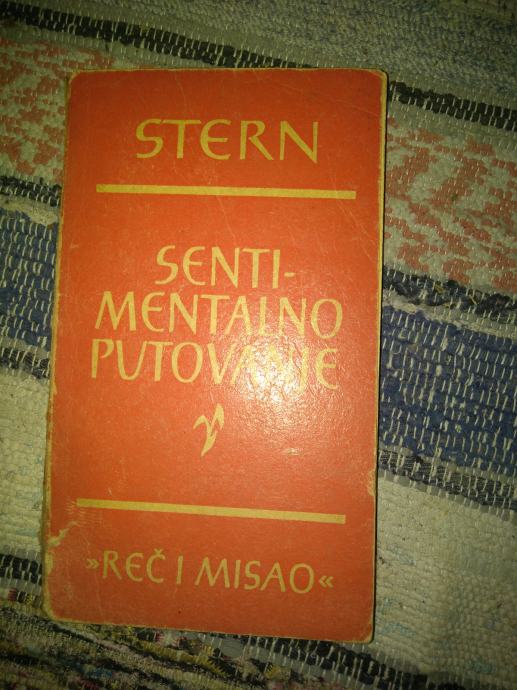 STERN
SENTI-
MENTALNO
PUTOVANJE
»REČ I MISAO«